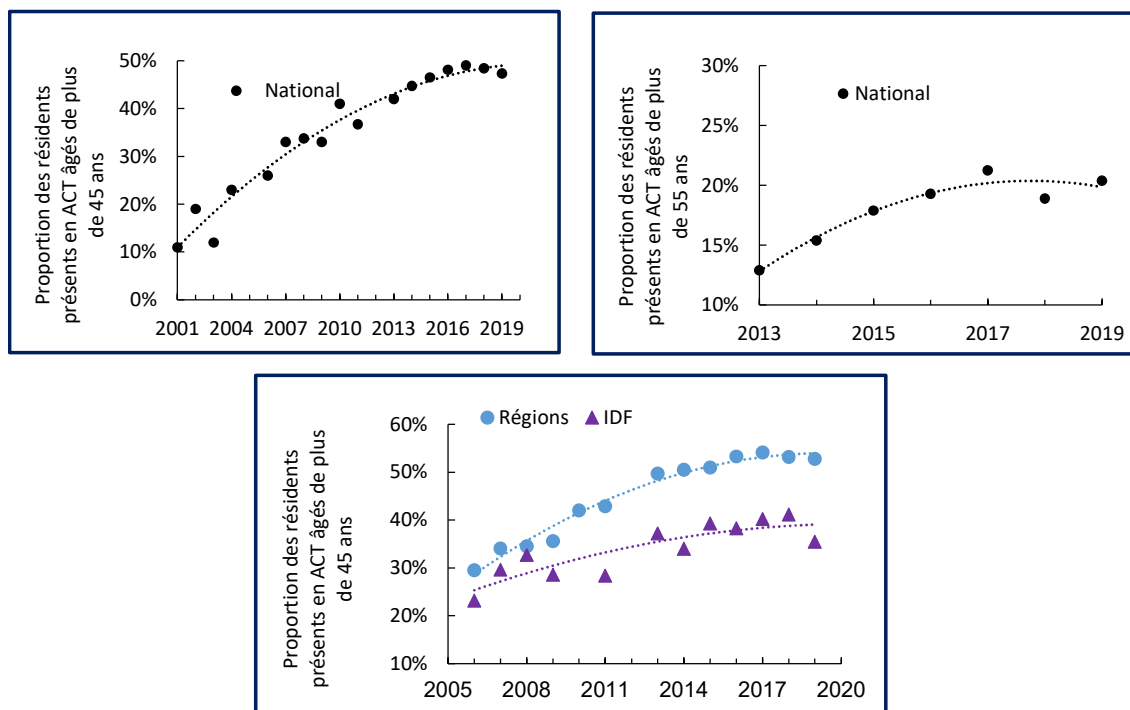 Proportion des résidents
présents en ACT âgés de plus
de 45 ans
50%
40%
30%
20%
10%
0%
National
2001 2004 2007 2010 2013 2016 2019
Proportion des résidents
présents en ACT âgés de plus
de 55 ans
30%
25%
20%
15%
10%
National
2013 2015 2017 2019
Proportion des résidents
présents en ACT âgés de plus
de 45 ans
Régions IDF
60%
50%
40%
30%
20%
10%
2005 2008 2011 2014 2017 2020